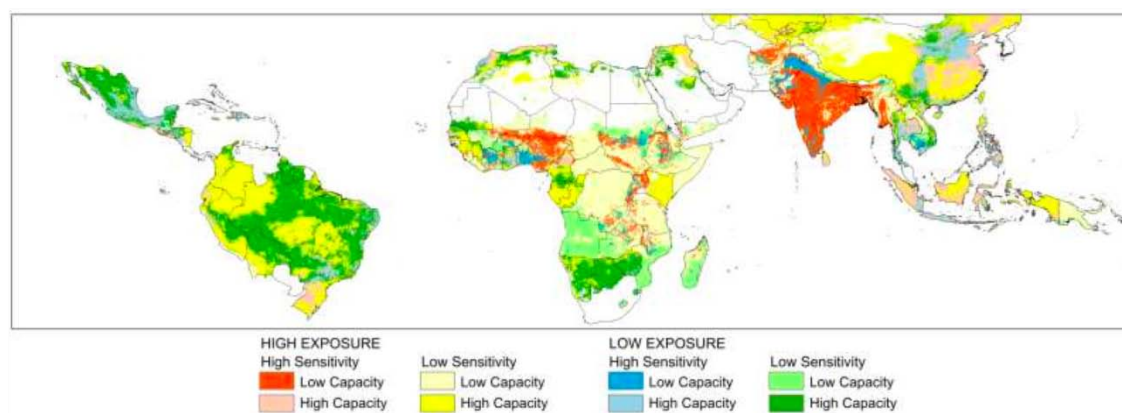 HIGH EXPOSURE LOW EXPOSURE
High Sensitivity Low Sensitivity High Sensitivity Low Sensitivity
Low Capacity Low Capacity Low Capacity Low Capacity
High Capacity High Capacity High Capacity High Capacity